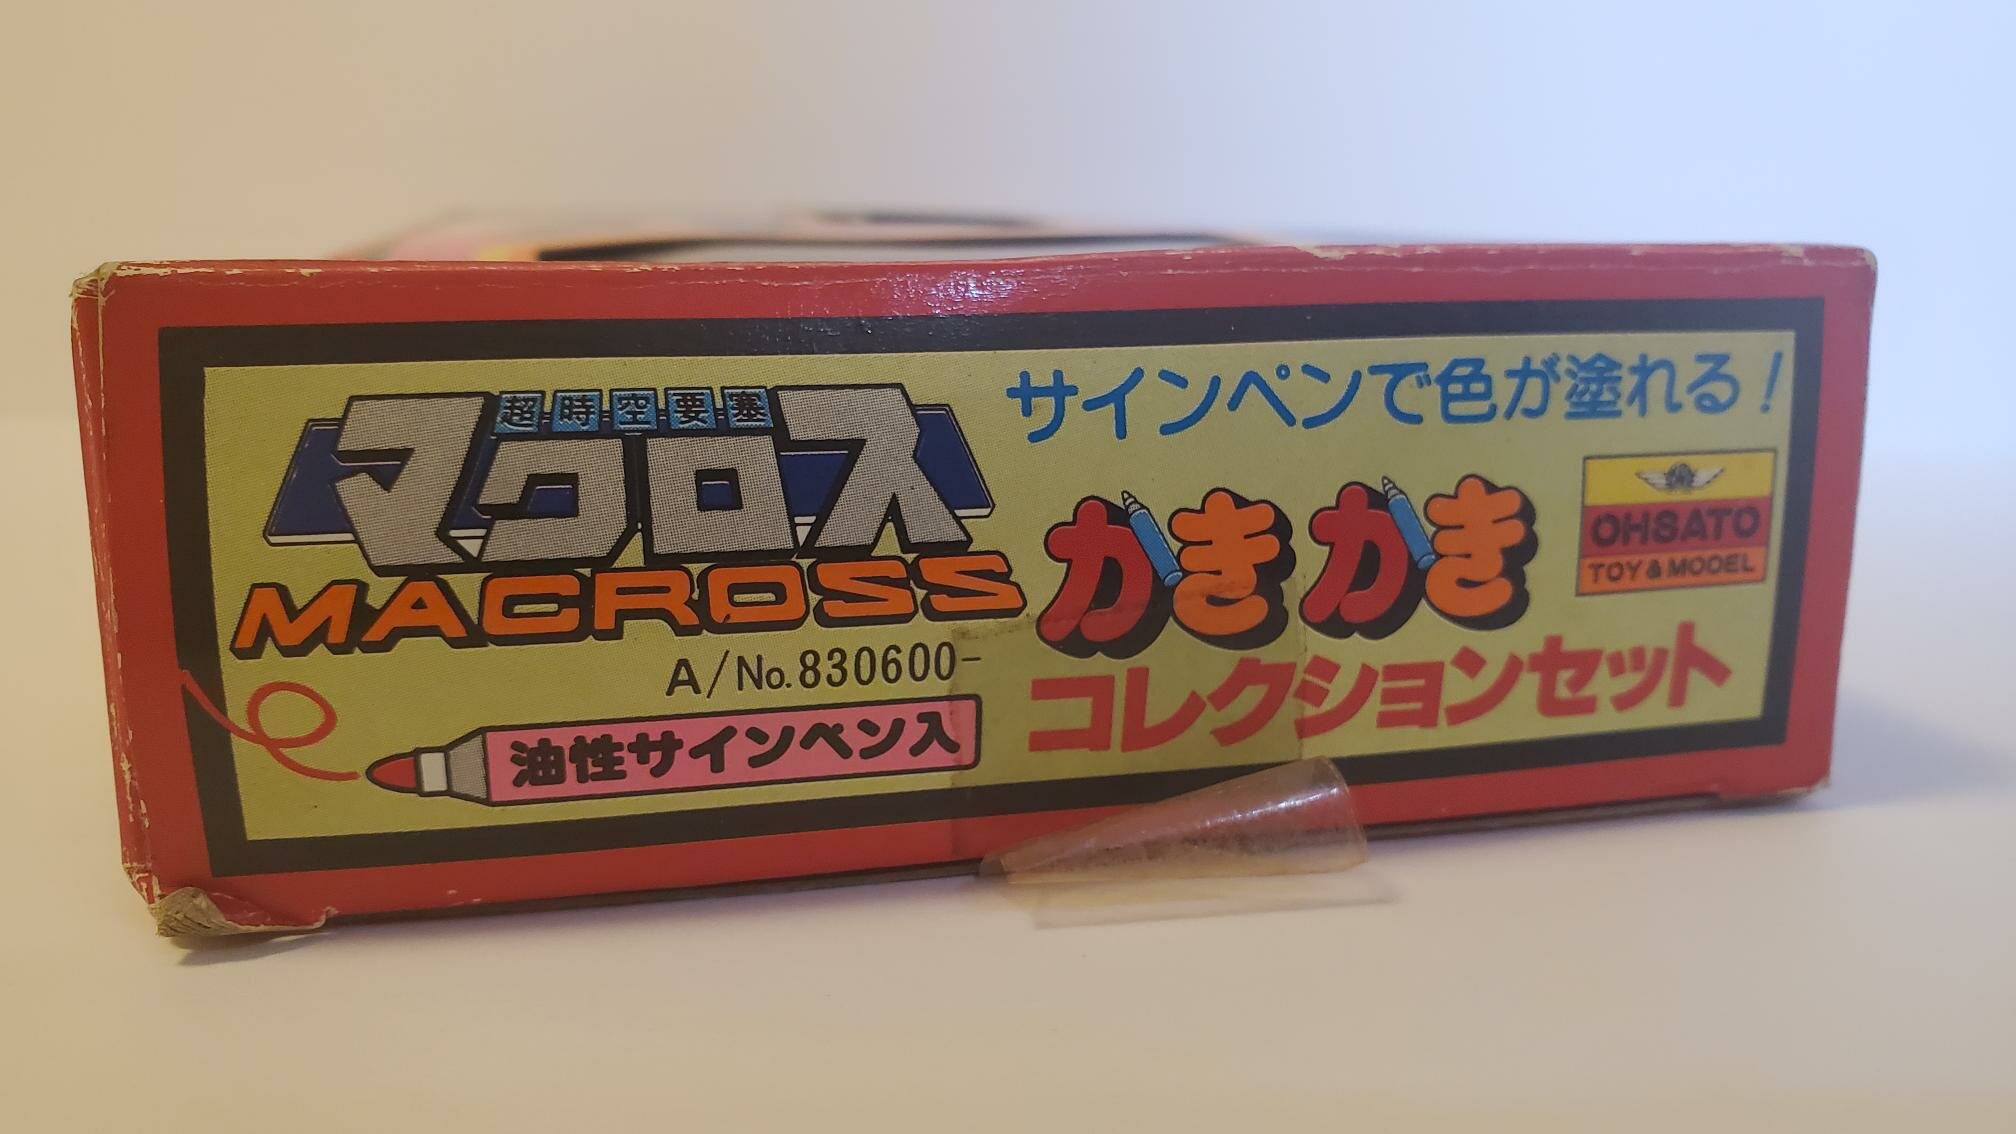 超時空要塞
マクロス
MACROSS
A/No.830600-
油性サインペン入
サインペンで色が塗れる!
かきかき
コレクションセット
OHSATO
TOY & MODEL